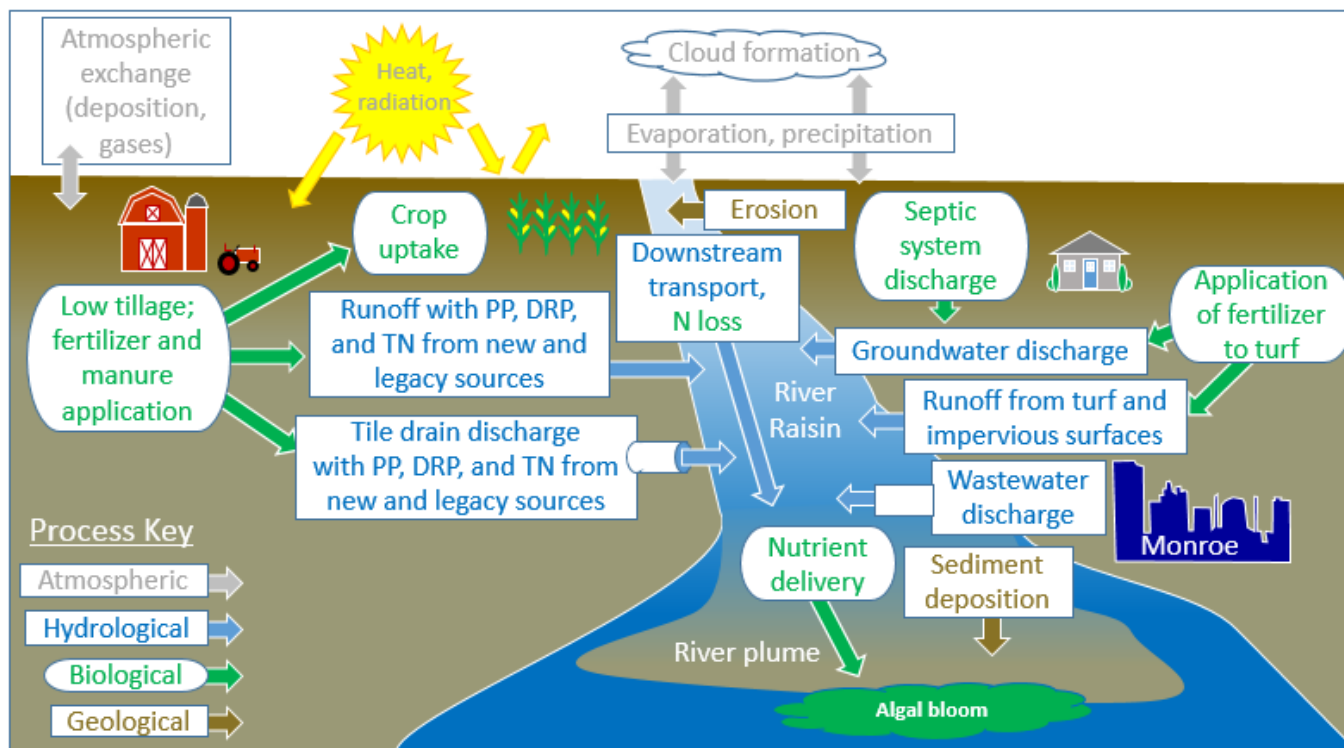 Atmospheric
exchange
(deposition,
gases)
Heat,
radiation
Cloud formation
Evaporation, precipitation
Crop
uptake
Erosion
Septic
system
discharge
Low tillage;
fertilizer and
manure
application
Runoff with PP, DRP,
and TN from new and
legacy sources
Downstream
transport,
N loss
Application
of fertilizer
to turf
Groundwater discharge
River
Raisin
Runoff from turf and
impervious surfaces
Tile drain discharge
with PP, DRP, and TN from
new and legacy sources
Wastewater
discharge
Monroe
Process Key
Atmospheric
Hydrological
Biological
Geological
Nutrient
delivery
Sediment
deposition
River plume
Algal bloom